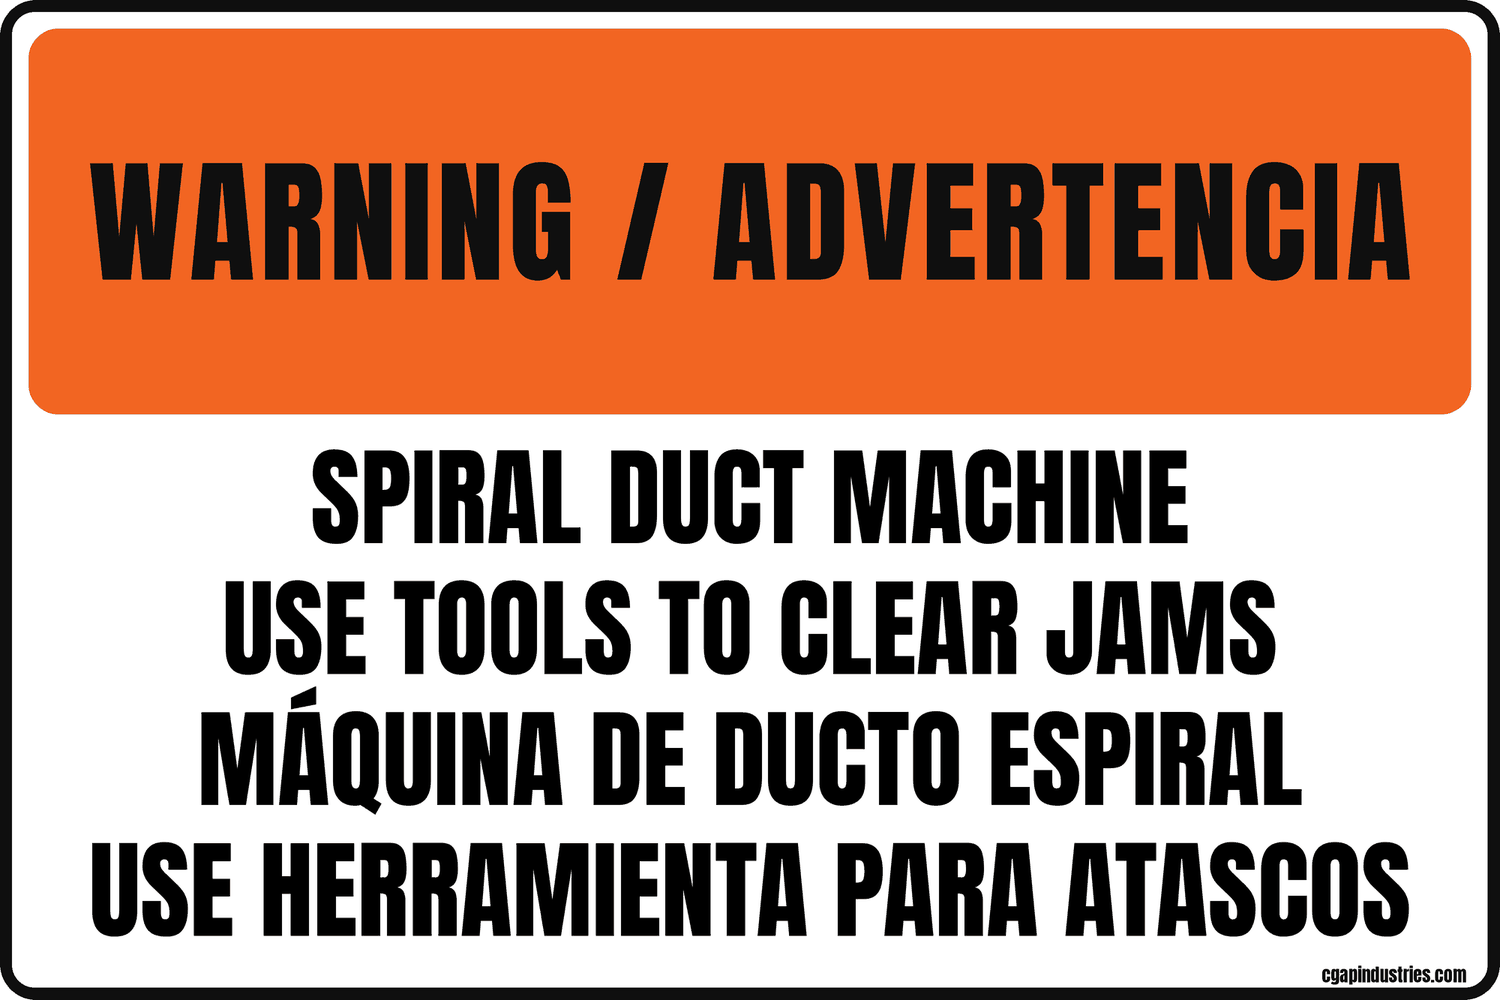 WARNING / ADVERTENCIA
SPIRAL DUCT MACHINE
USE TOOLS TO CLEAR JAMS
MÁQUINA DE DUCTO ESPIRAL
USE HERRAMIENTA PARA ATASCOS
cgapindustries.com